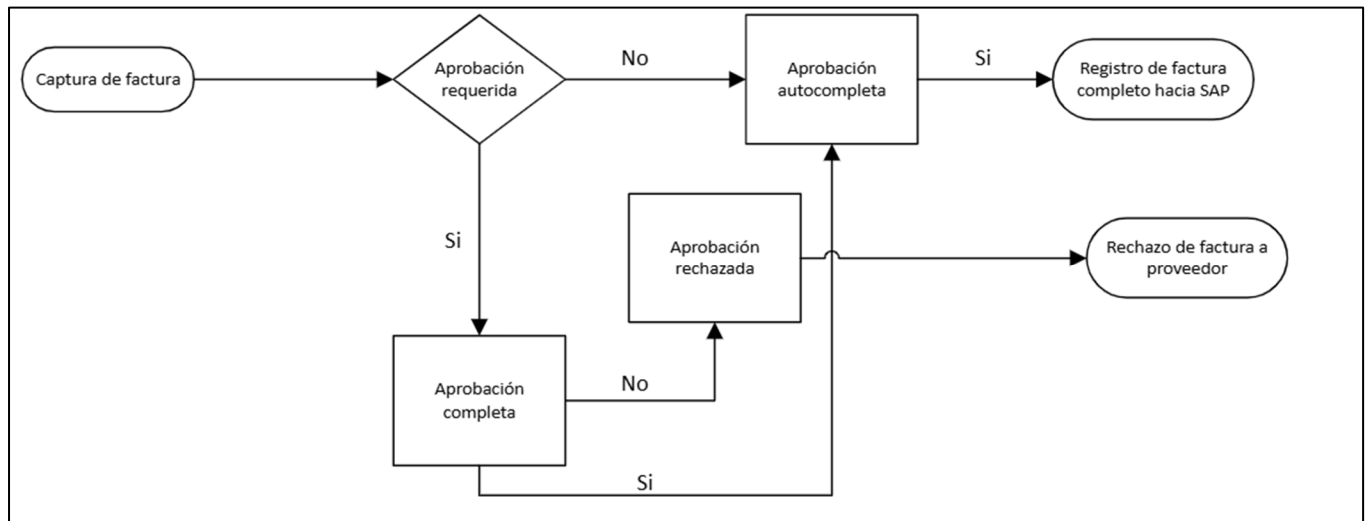 Captura de factura
Aprobación
requerida
No
Aprobación
autocompleta
Si
Registro de factura
completo hacia SAP
Si
Aprobación
rechazada
Rechazo de factura a
proveedor
Aprobación
completa
No
Si